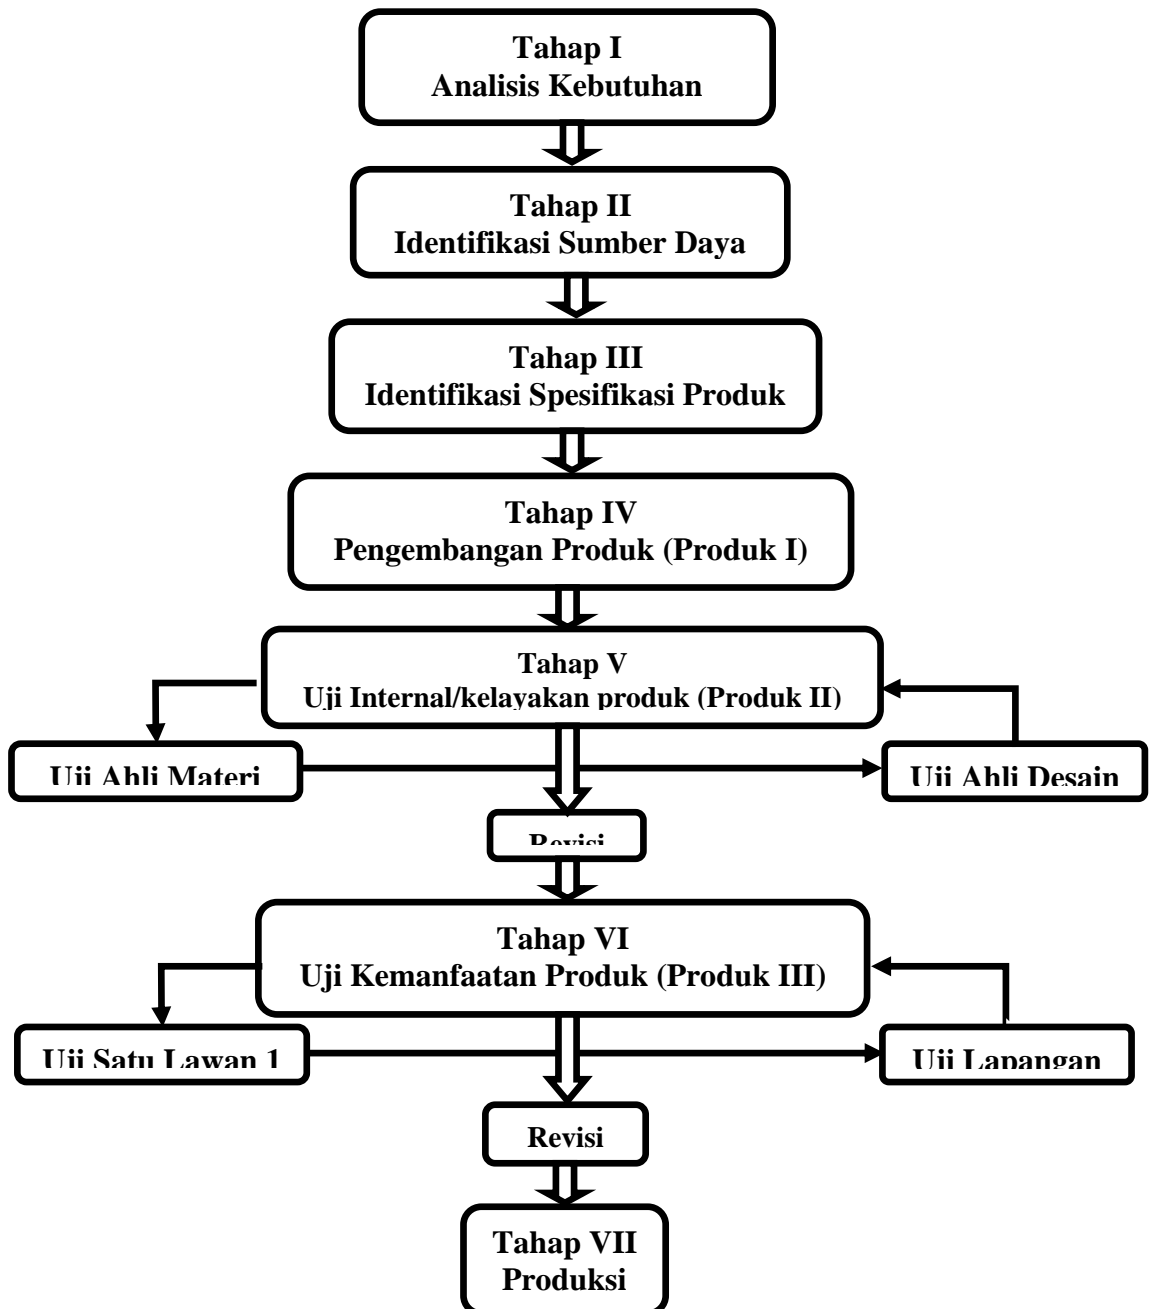 Tahap I
Analisis Kebutuhan
Tahap II
Identifikasi Sumber Daya
Tahap III
Identifikasi Spesifikasi Produk
Tahap IV
Pengembangan Produk (Produk I)
Tahap V
Uji Internal/kelayakan produk (Produk II)
Uji Ahli Materi
Uji Ahli Desain
Revisi
Tahap VI
Uji Kemanfaatan Produk (Produk III)
Uji Satu Lawan 1
Uji Lapangan
Revisi
Tahap VII
Produksi